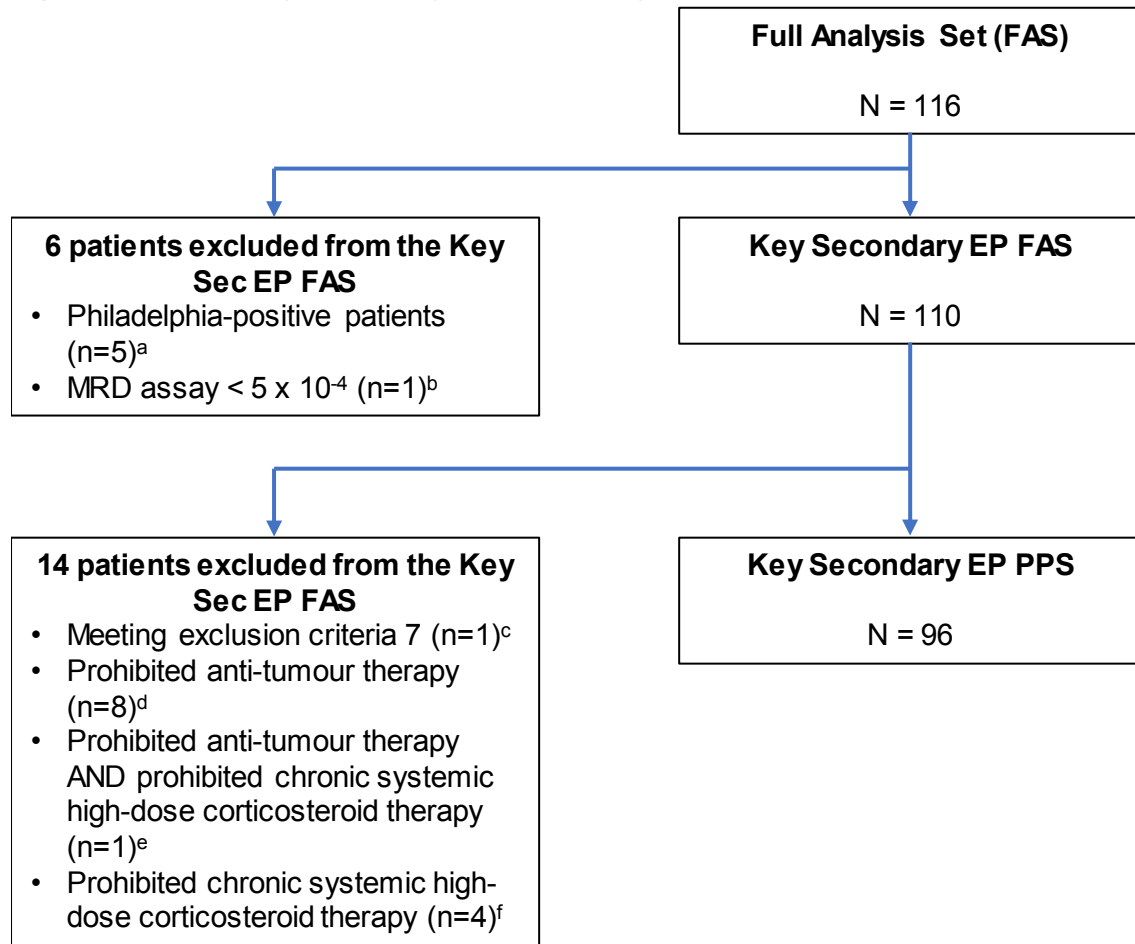 Full Analysis Set (FAS)
N = 116
6 patients excluded from the Key
Sec EP FAS
• Philadelphia-positive patients
(n=5)ᵃ
• MRD assay < 5 x 10⁻⁴ (n=1)ᵇ
Key Secondary EP FAS
N = 110
14 patients excluded from the Key
Sec EP FAS
• Meeting exclusion criteria 7 (n=1)ᶜ
• Prohibited anti-tumour therapy
(n=8)ᵈ
• Prohibited anti-tumour therapy
AND prohibited chronic systemic
high-dose corticosteroid therapy
(n=1)ᵉ
• Prohibited chronic systemic high-
dose corticosteroid therapy (n=4)ᶠ
Key Secondary EP PPS
N = 96